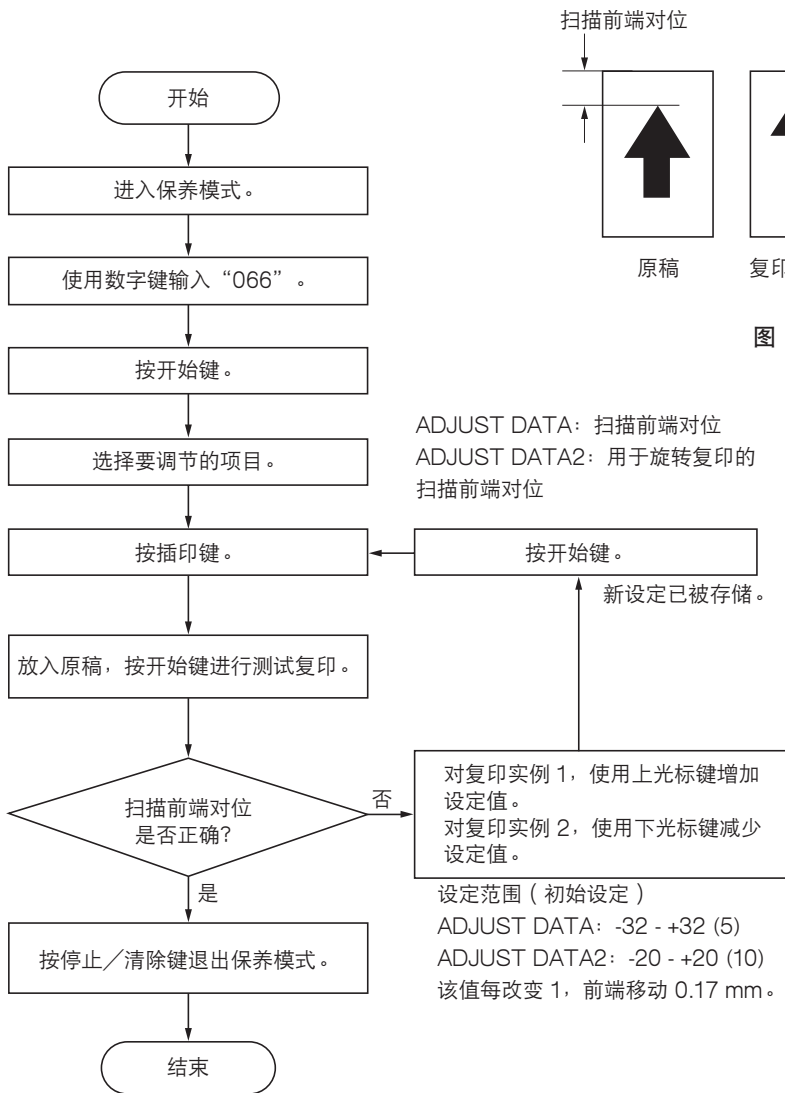 扫描前端对位
开始
进入保养模式。
使用数字键输入“066”。
按开始键。
选择要调节的项目。
按插印键。
放入原稿，按开始键进行测试复印。
扫描前端对位
是否正确？
否
是
按停止／清除键退出保养模式。
结束
原稿
复印
图
ADJUST DATA：扫描前端对位
ADJUST DATA2：用于旋转复印的
扫描前端对位
按开始键。
新设定已被存储。
对复印实例 1，使用上光标键增加
设定值。
对复印实例 2，使用下光标键减少
设定值。
设定范围 ( 初始设定 )
ADJUST DATA：-32 - +32 (5)
ADJUST DATA2：-20 - +20 (10)
该值每改变 1，前端移动 0.17 mm。